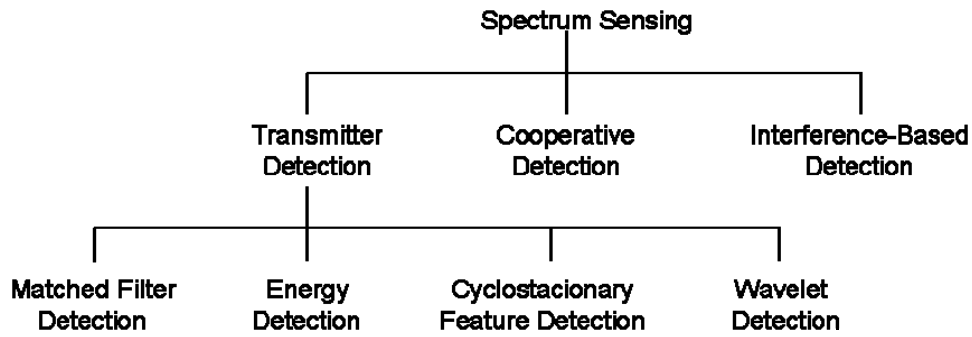 Spectrum Sensing
Transmitter
Detection
Cooperative
Detection
Interference-Based
Detection
Matched Filter
Detection
Energy
Detection
Cyclostacionary
Feature Detection
Wavelet
Detection